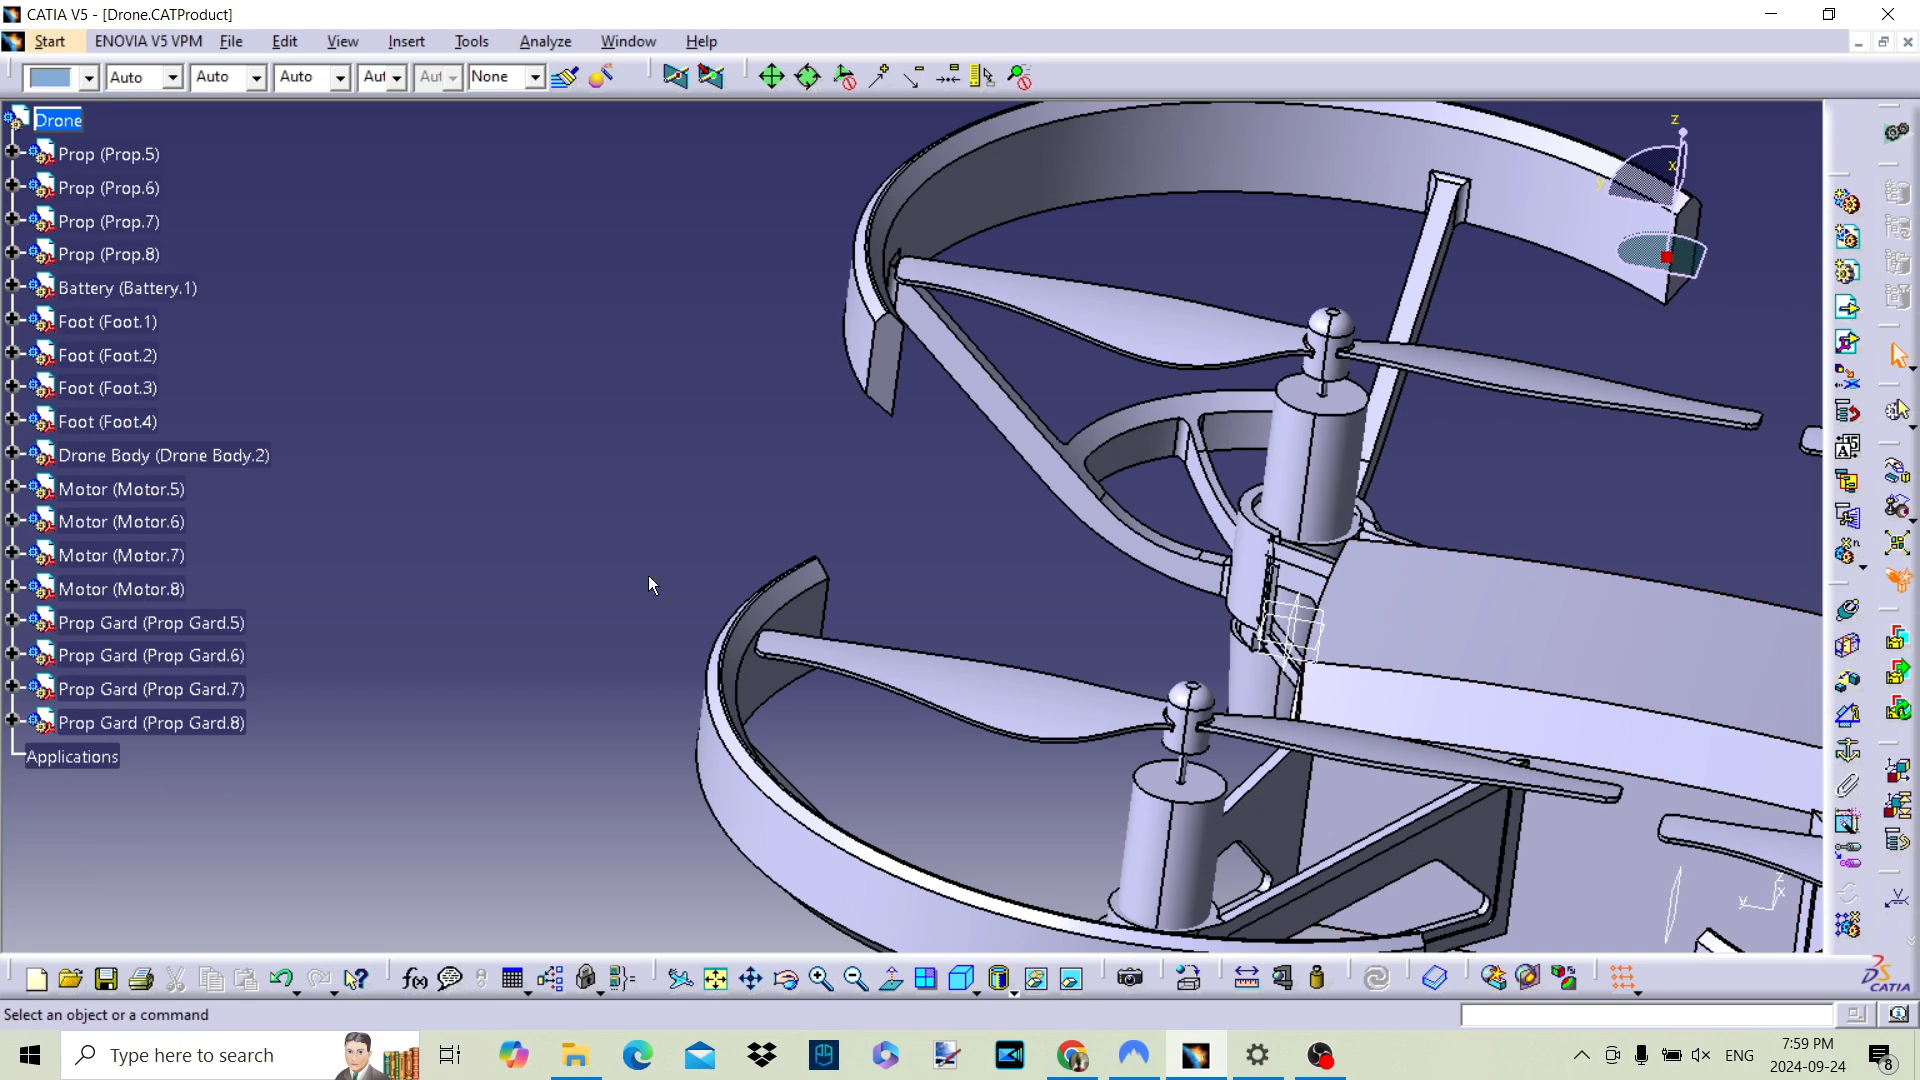 CATIA V5 - [Drone.CATProduct]
Start ENOVIA V5 VPM File Edit View Insert Tools Analyze Window Help
Auto Auto Auto Aut Aut None
Drone
Prop (Prop.5)
Prop (Prop.6)
Prop (Prop.7)
Prop (Prop.8)
Battery (Battery.1)
Foot (Foot.1)
Foot (Foot.2)
Foot (Foot.3)
Foot (Foot.4)
Drone Body (Drone Body.2)
Motor (Motor.5)
Motor (Motor.6)
Motor (Motor.7)
Motor (Motor.8)
Prop Gard (Prop Gard.5)
Prop Gard (Prop Gard.6)
Prop Gard (Prop Gard.7)
Prop Gard (Prop Gard.8)
Applications
z
x
y
z
y x
f(x)
CATIA
Select an object or a command
Type here to search
ENG
7:59 PM
2024-09-24
8